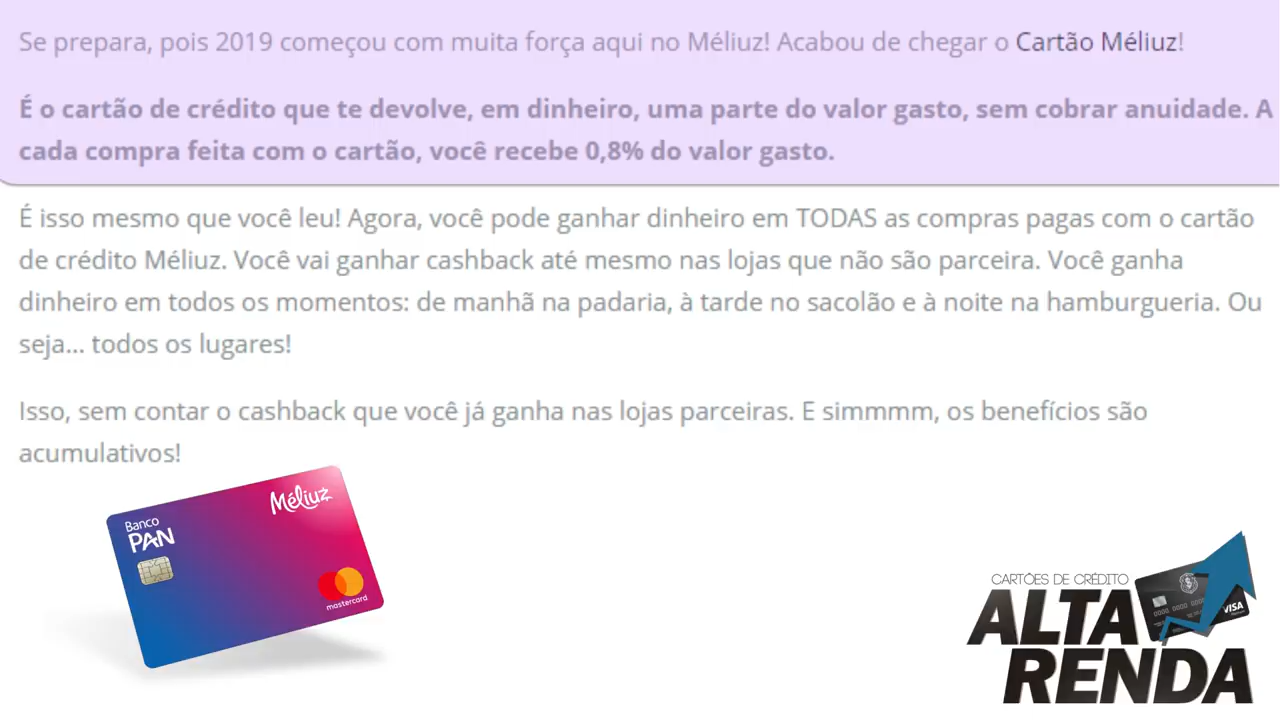 Se prepara, pois 2019 começou com muita força aqui no Méliuz! Acabou de chegar o Cartão Méliuz!
É o cartão de crédito que te devolve, em dinheiro, uma parte do valor gasto, sem cobrar anuidade. A
cada compra feita com o cartão, você recebe 0,8% do valor gasto.
É isso mesmo que você leu! Agora, você pode ganhar dinheiro em TODAS as compras pagas com o cartão
de crédito Méliuz. Você vai ganhar cashback até mesmo nas lojas que não são parceira. Você ganha
dinheiro em todos os momentos: de manhã na padaria, à tarde no sacolão e à noite na hamburgueria. Ou
seja... todos os lugares!
Isso, sem contar o cashback que você já ganha nas lojas parceiras. E simmmm, os benefícios são
acumulativos!
Méliuz
Banco
PAN
mastercard
CARTÕES DE CRÉDITO
ALTA
RENDA
VISA